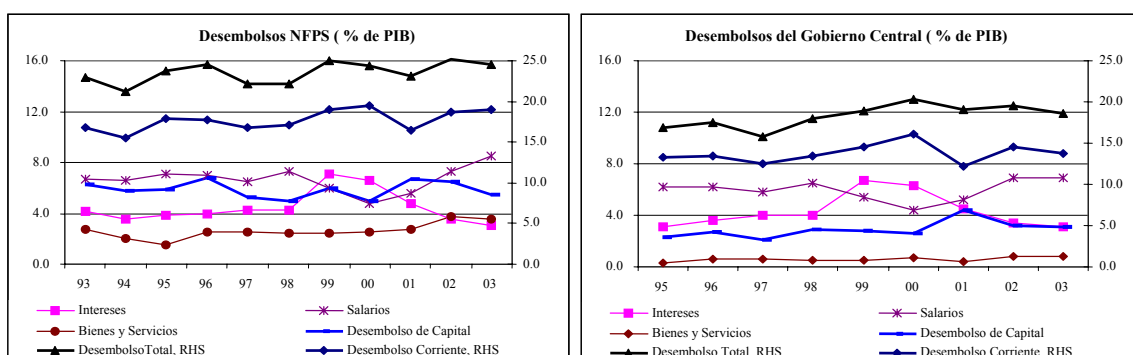 Desembolsos NFPS ( % de PIB)
16.0 25.0
20.0
12.0
15.0
8.0
10.0
4.0
5.0
0.0 0.0
93 94 95 96 97 98 99 00 01 02 03
Intereses Salarios
Bienes y Servicios Desembolso de Capital
DesembolsoTotal, RHS Desembolso Corriente, RHS
Desembolsos del Gobierno Central ( % de PIB)
16.0 25.0
20.0
12.0
15.0
8.0
10.0
4.0
5.0
0.0 0.0
95 96 97 98 99 00 01 02 03
Intereses Salarios
Bienes y Servicios Desembolso de Capital
Desembolso Total, RHS Desembolso Corriente, RHS